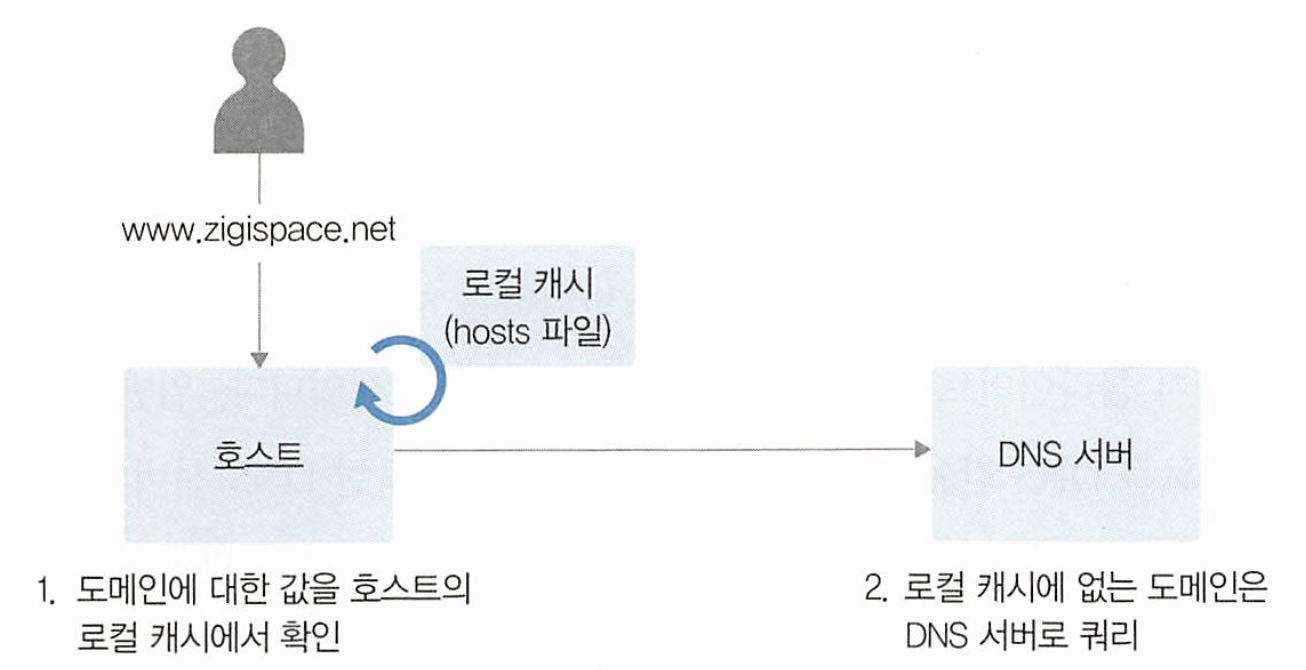 www.zigispace.net
로컬 캐시
(hosts 파일)
호스트
DNS 서버
1. 도메인에 대한 값을 호스트의
로컬 캐시에서 확인
2. 로컬 캐시에 없는 도메인은
DNS 서버로 쿼리